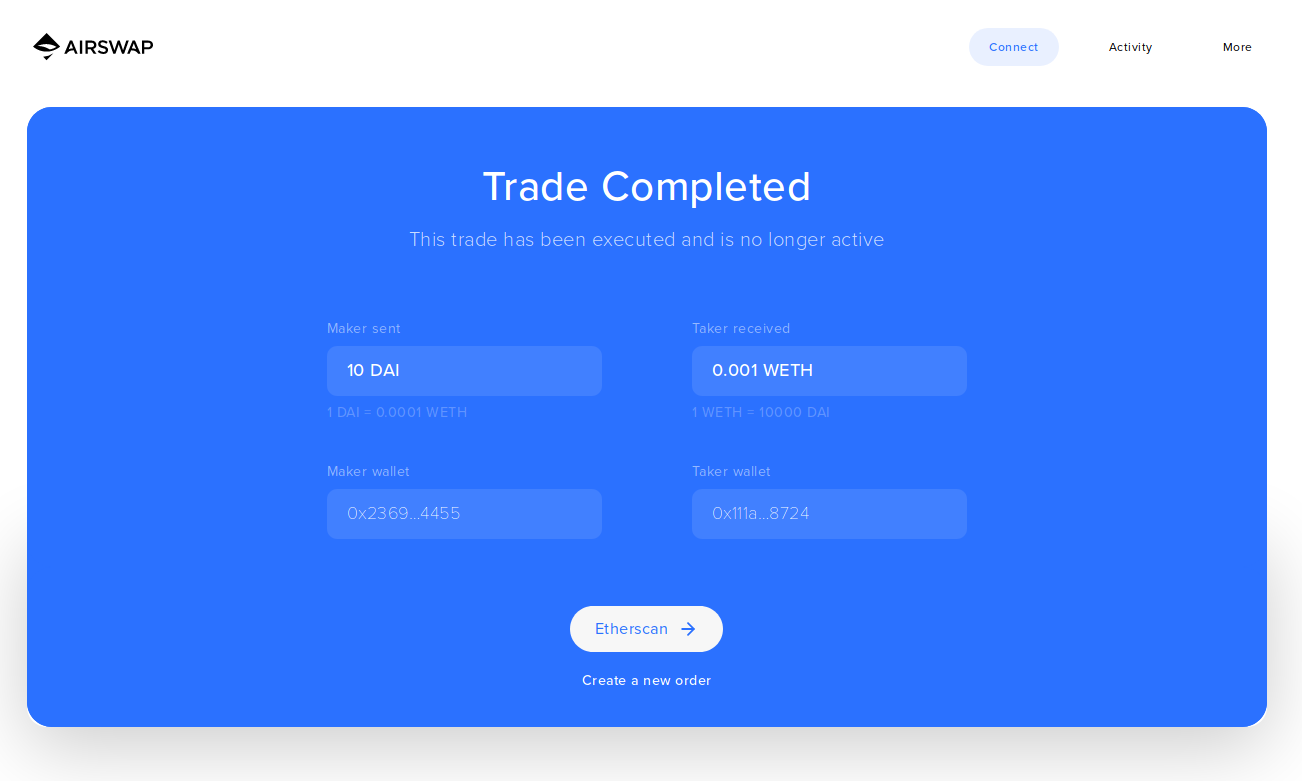 AIRSWAP
Connect
Activity
More
Trade Completed
This trade has been executed and is no longer active
Maker sent
Taker received
10 DAI
0.001 WETH
1 DAI = 0.0001 WETH
1 WETH = 10000 DAI
Maker wallet
Taker wallet
0x2369...4455
0x111a...8724
Etherscan
Create a new order